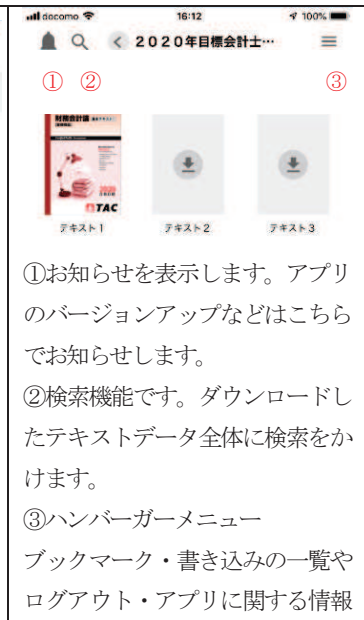 docomo 16:12 100%
2020年目標会計士…
① ② ③
財務会計論
2020
TAC
テキスト1 テキスト2 テキスト3
①お知らせを表示します。アプリ
のバージョンアップなどはこちら
でお知らせします。
②検索機能です。ダウンロードし
たテキストデータ全体に検索をか
けます。
③ハンバーガーメニュー
ブックマーク・書き込みの一覧や
ログアウト・アプリに関する情報